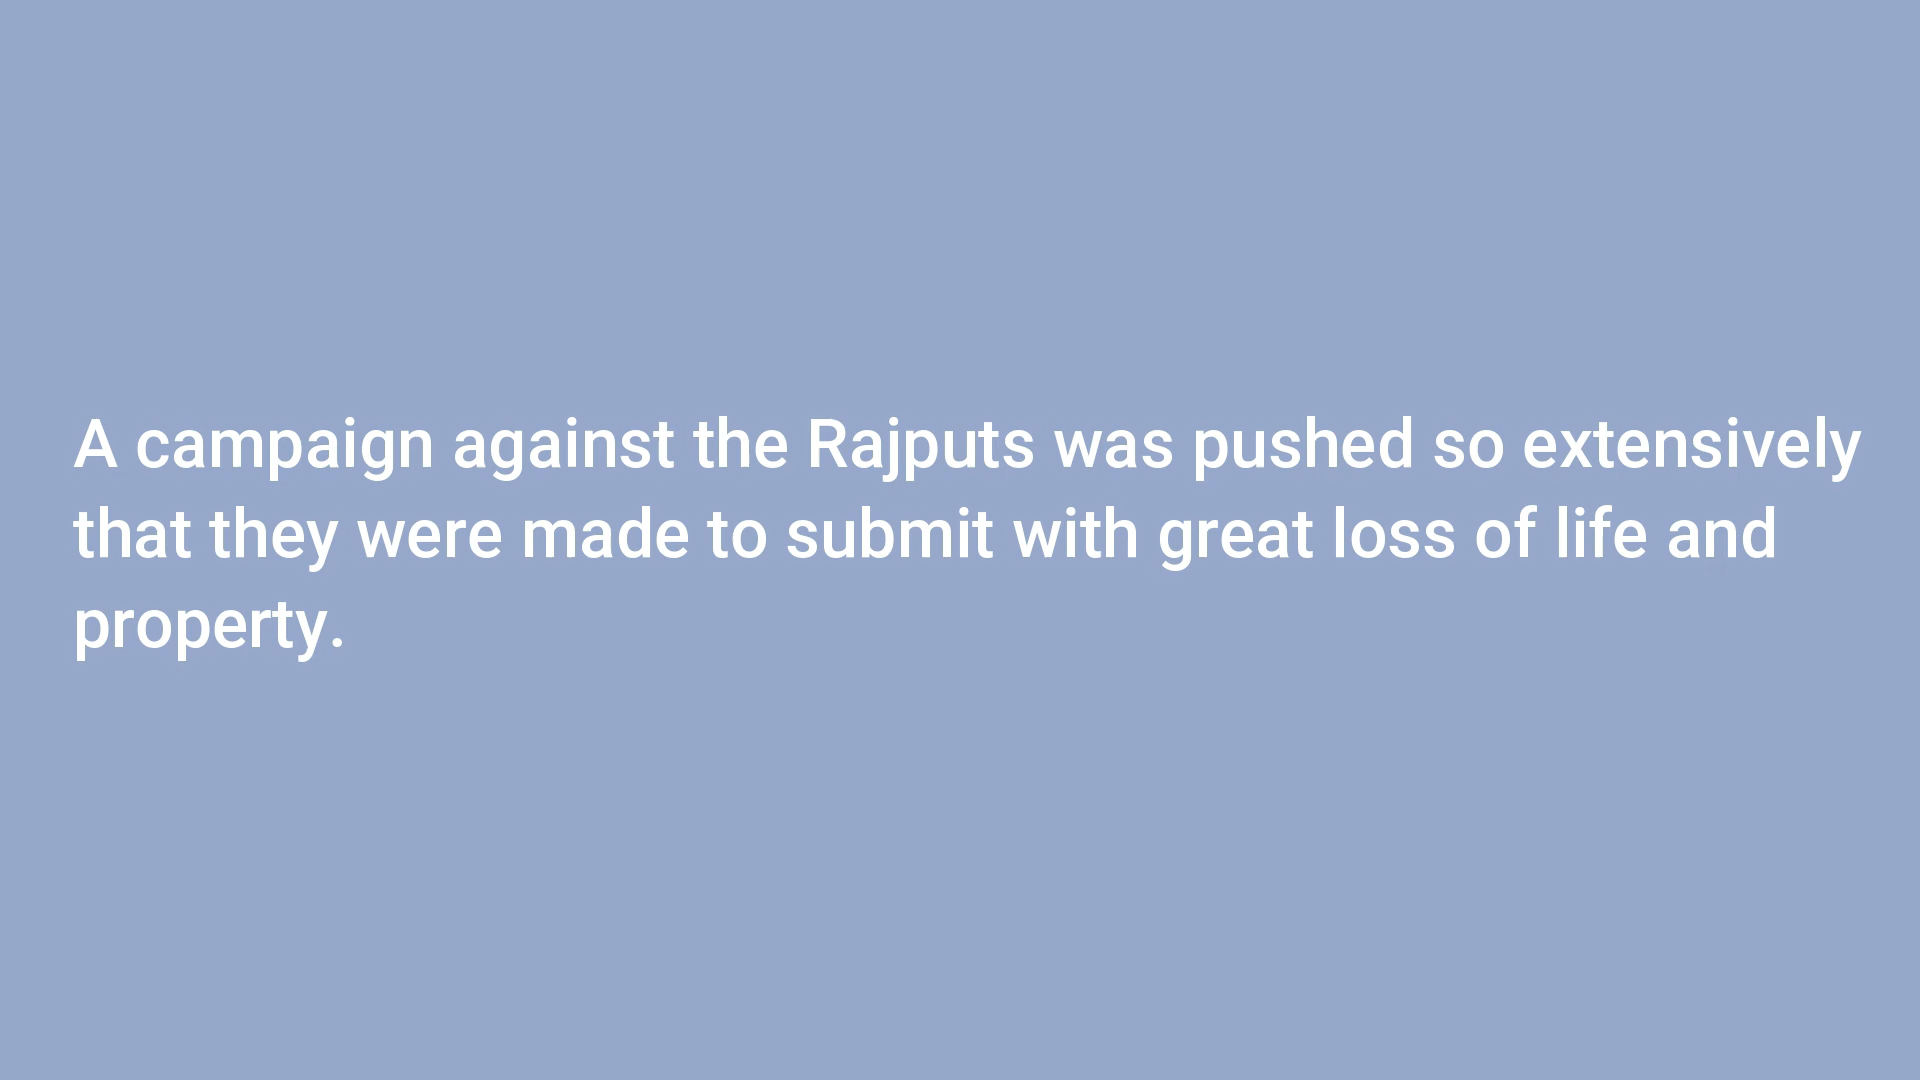 A campaign against the Rajputs was pushed so extensively
that they were made to submit with great loss of life and
property.